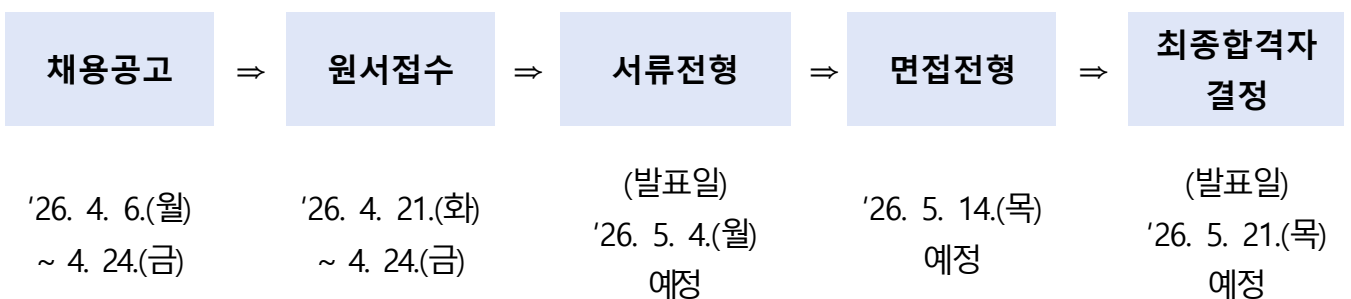 채용공고 ⇒ 원서접수 ⇒ 서류전형 ⇒ 면접전형 ⇒ 최종합격자
결정
'26. 4. 6.(월)
~ 4. 24.(금)
'26. 4. 21.(화)
~ 4. 24.(금)
(발표일)
'26. 5. 4.(월)
예정
'26. 5. 14.(목)
예정
(발표일)
'26. 5. 21.(목)
예정